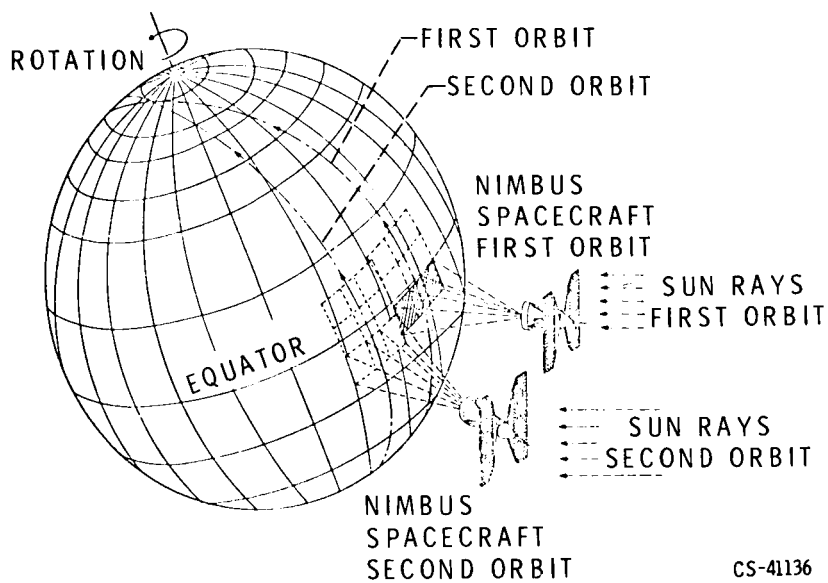 FIRST ORBIT
ROTATION
SECOND ORBIT
NIMBUS
SPACECRAFT
FIRST ORBIT
SUN RAYS
FIRST ORBIT
EQUATOR
SUN RAYS
SECOND ORBIT
NIMBUS
SPACECRAFT
SECOND ORBIT
CS-41136